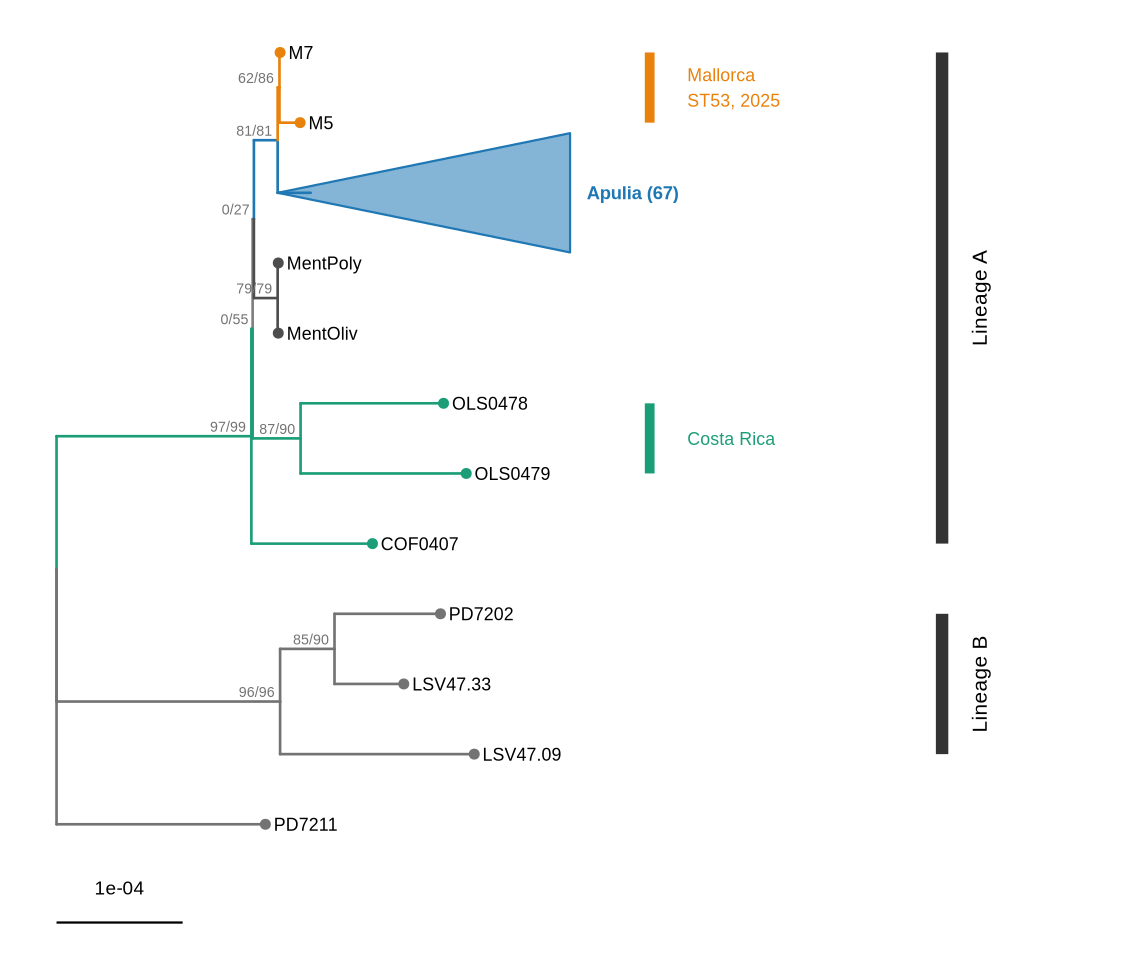 M7
62/86
Mallorca
ST53, 2025
M5
81/81
Apulia (67)
0/27
MentPoly
79/79
0/55
MentOliv
Lineage A
OLS0478
97/99
87/90
Costa Rica
OLS0479
COF0407
PD7202
85/90
LSV47.33
Lineage B
96/96
LSV47.09
PD7211
1e-04